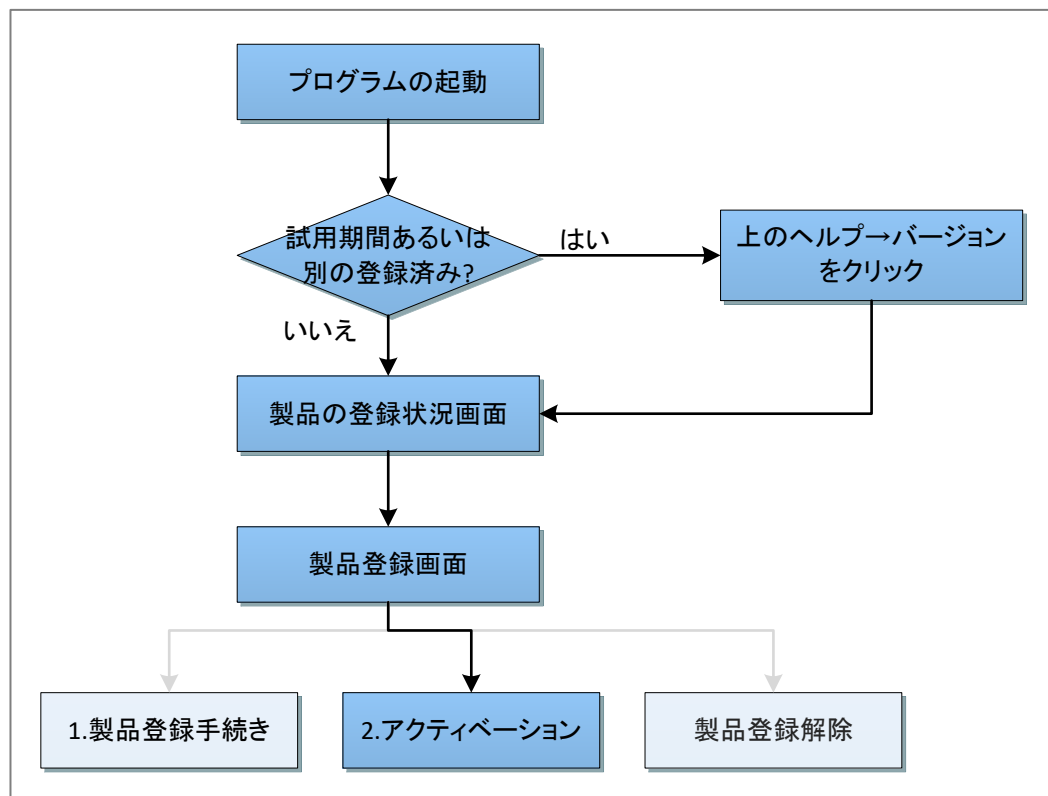 プログラムの起動
試用期間あるいは
別の登録済み?
はい
上のヘルプ→バージョン
をクリック
いいえ
製品の登録状況画面
製品登録画面
1.製品登録手続き
2.アクティベーション
製品登録解除